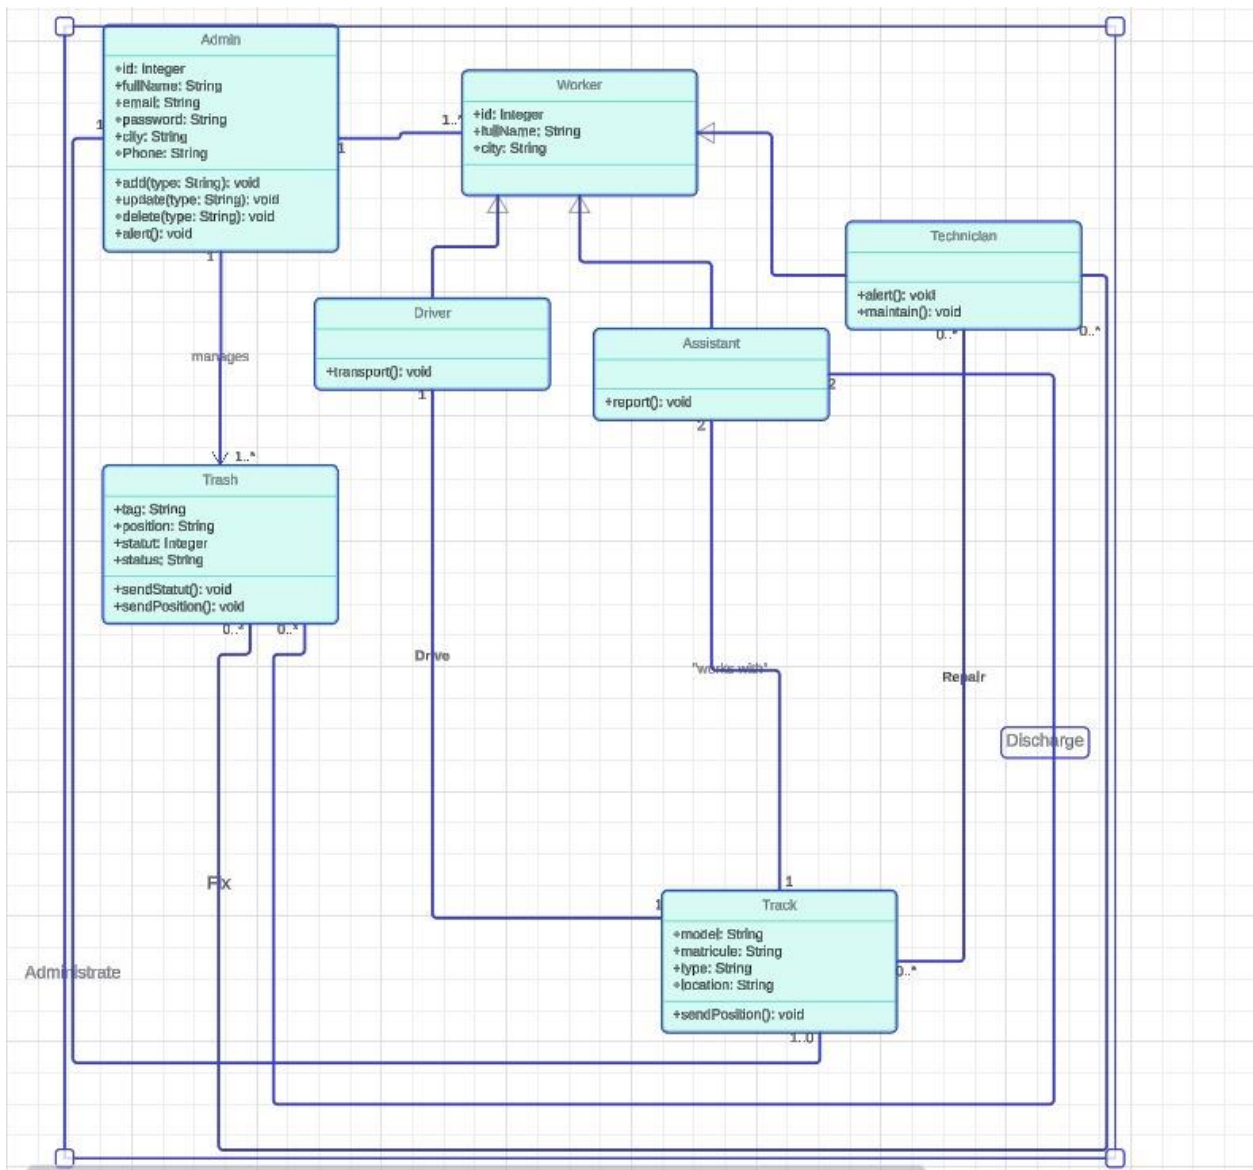 Admin
+id: Integer
+fullName: String
+email: String
+password: String
+city: String
+Phone: String
+add(type: String): void
+update(type: String): void
+delete(type: String): void
+alert(): void
1
1
1
1..*
Worker
+id: Integer
+fullName: String
+city: String
Technician
+alert(): void
+maintain(): void
0..*
0..*
Driver
+transport(): void
1
Assistant
+report(): void
2
2
manages
1..*
Trash
+tag: String
+position: String
+statut: Integer
+status: String
+sendStatut(): void
+sendPosition(): void
0..*
0..*
Drive
"works with"
Repair
Discharge
Fix
Administrate
1
1
Track
+model: String
+matricule: String
+type: String
+location: String
+sendPosition(): void
0..*
1..0